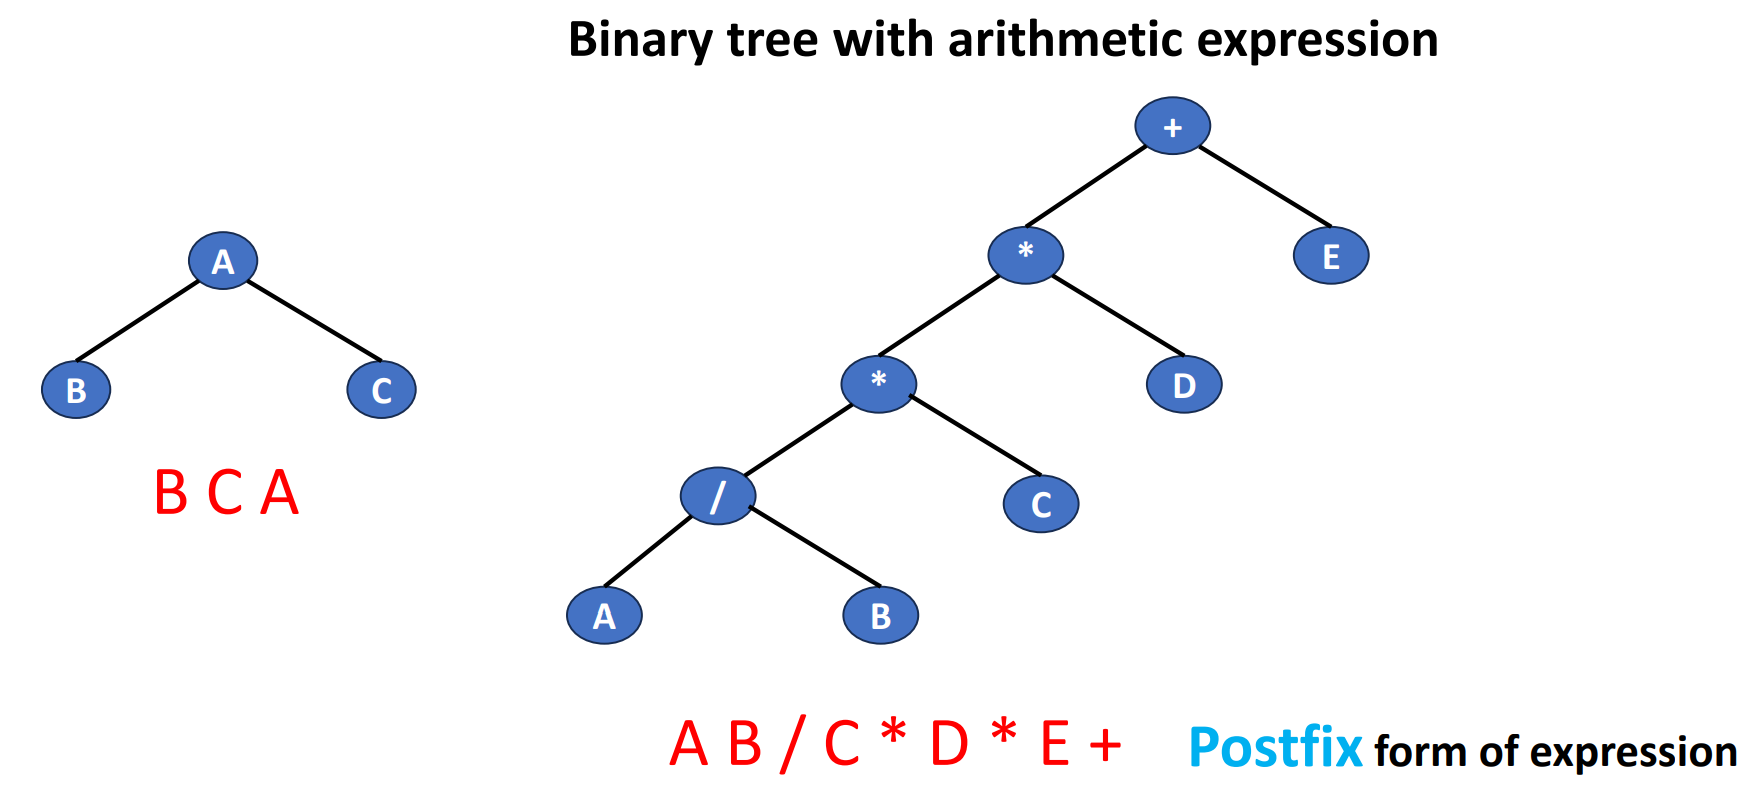 Binary tree with arithmetic expression
+
* E
A
* D
B C
/ C
B C A
A B
A B / C * D * E + Postfix form of expression